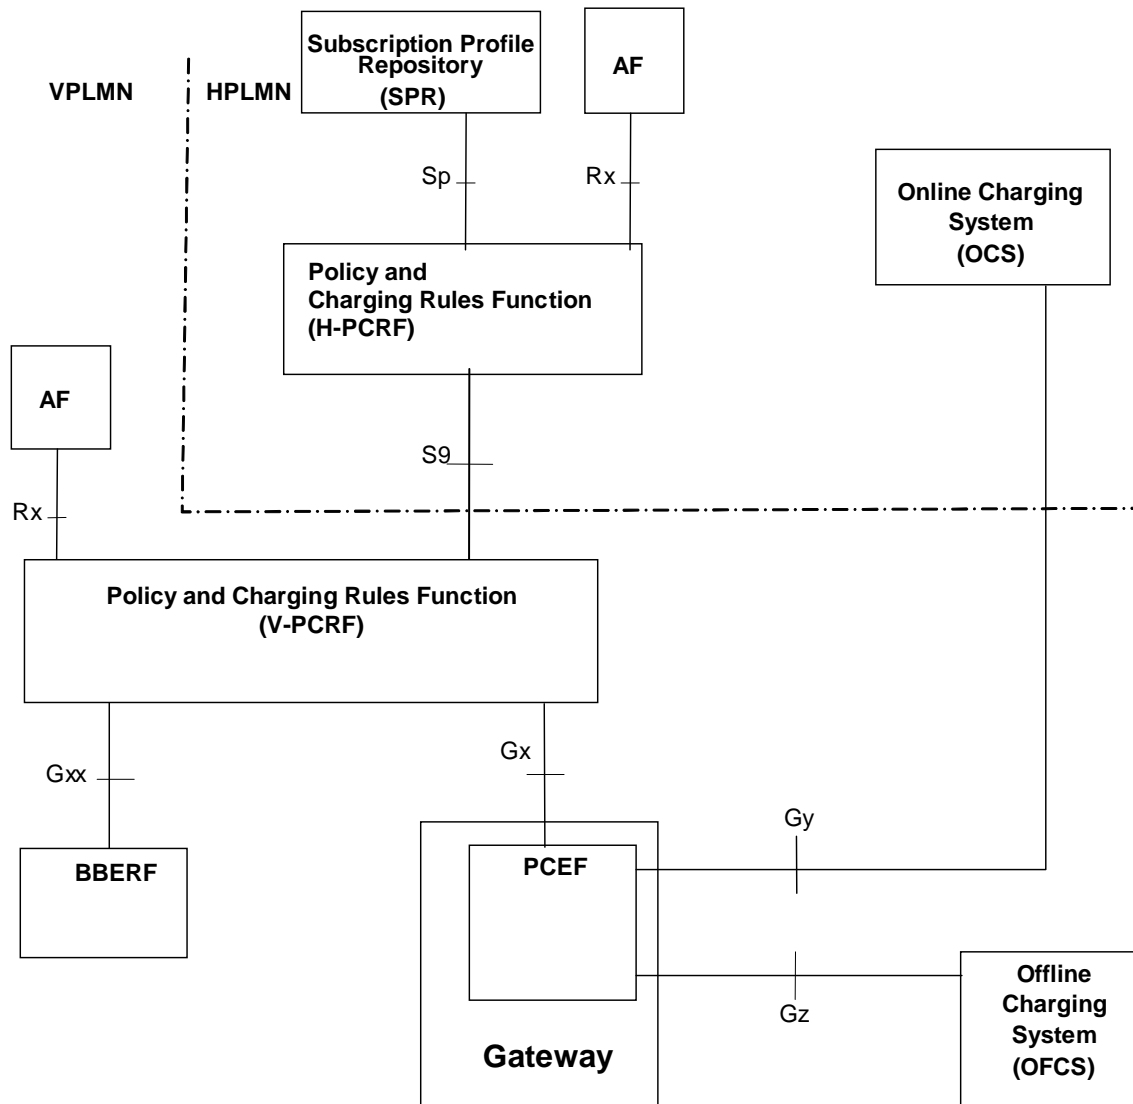 Subscription Profile
Repository
(SPR)
AF
VPLMN
HPLMN
Sp
Rx
Online Charging
System
(OCS)
Policy and
Charging Rules Function
(H-PCRF)
AF
S9
Rx
Policy and Charging Rules Function
(V-PCRF)
Gxx
Gx
Gy
BBERF
PCEF
Gz
Offline
Charging
System
(OFCS)
Gateway